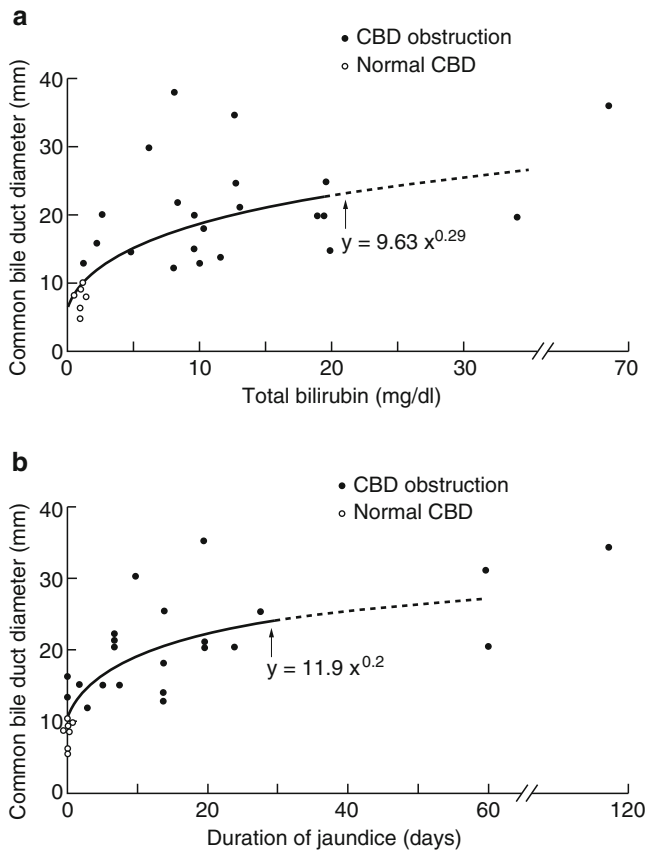 a
CBD obstruction
Normal CBD
Common bile duct diameter (mm)
40
30
20
10
0
y = 9.63 x^0.29
0 10 20 30 70
Total bilirubin (mg/dl)
b
CBD obstruction
Normal CBD
Common bile duct diameter (mm)
40
30
20
10
0
y = 11.9 x^0.2
0 20 40 60 120
Duration of jaundice (days)